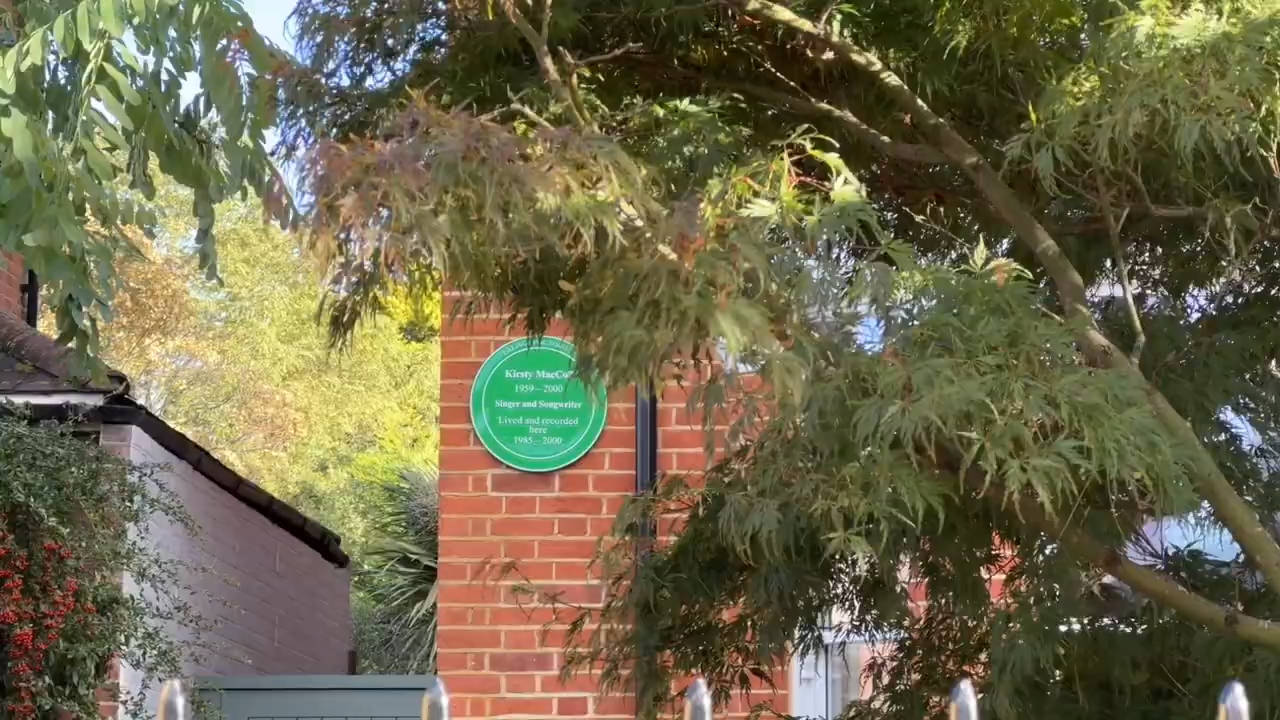 Kirsty MacColl
1959–2000
Singer and Songwriter
Lived and recorded
here
1985–2000